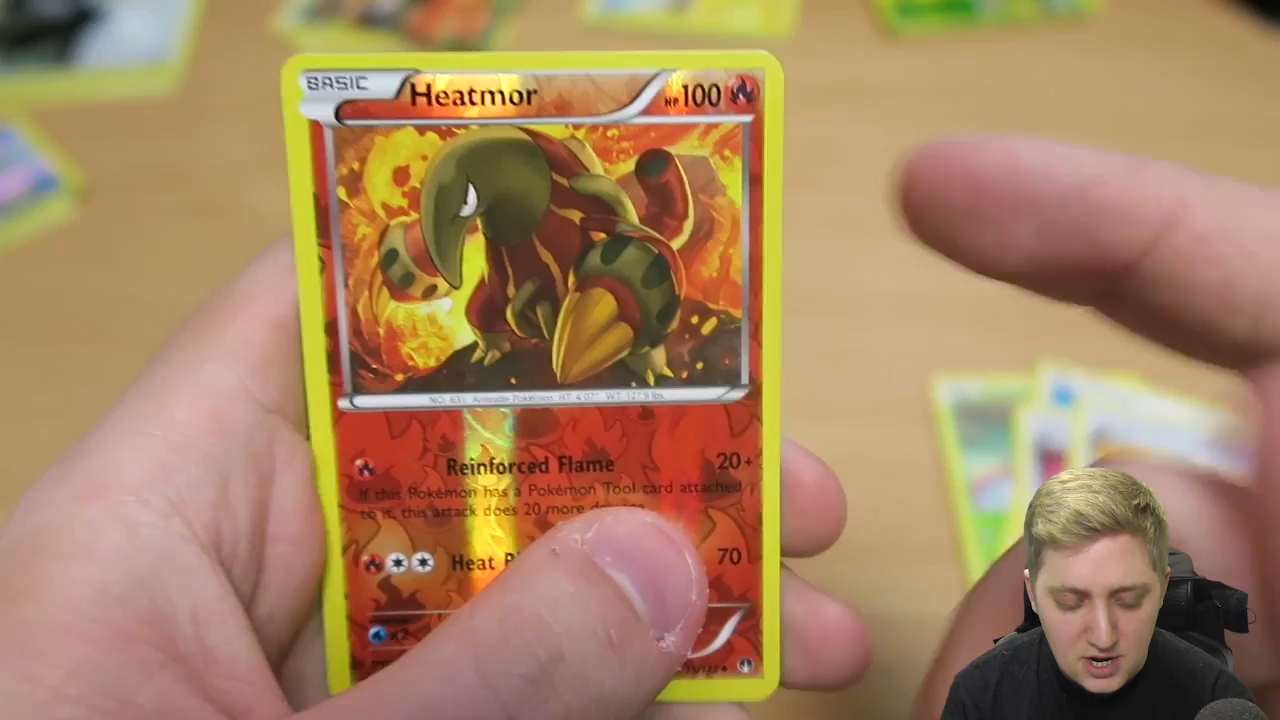 BASIC Heatmor HP100
NO. 631 Anteater Pokémon HT: 4'07" WT: 127.9 lbs.
Reinforced Flame 20+
If this Pokémon has a Pokémon Tool card attached
to it, this attack does 20 more
Heat 70
x2